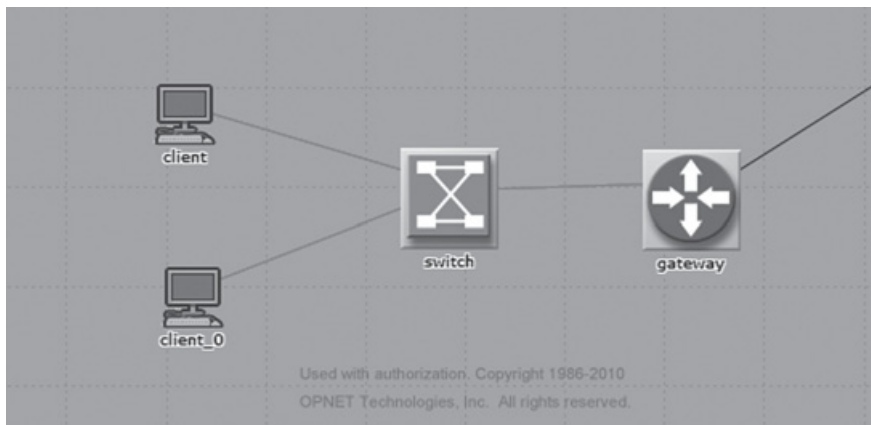 client
switch
gateway
client_0
Used with authorization. Copyright 1986-2010
OPNET Technologies, Inc. All rights reserved.